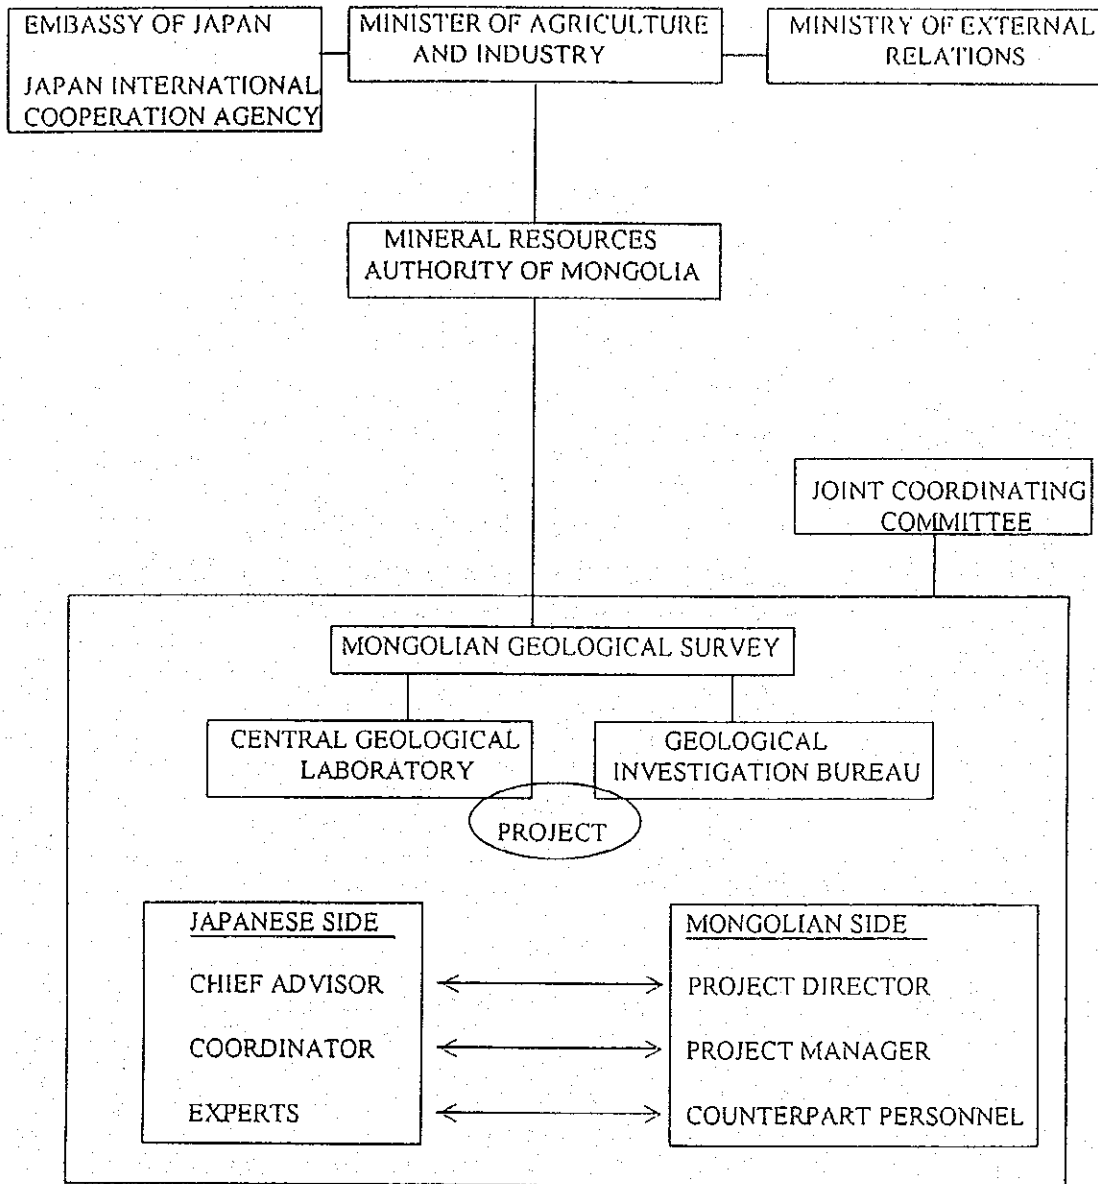 EMBASSY OF JAPAN
JAPAN INTERNATIONAL
COOPERATION AGENCY
MINISTER OF AGRICULTURE
AND INDUSTRY
MINISTRY OF EXTERNAL
RELATIONS
MINERAL RESOURCES
AUTHORITY OF MONGOLIA
JOINT COORDINATING
COMMITTEE
MONGOLIAN GEOLOGICAL SURVEY
CENTRAL GEOLOGICAL
LABORATORY
GEOLOGICAL
INVESTIGATION BUREAU
PROJECT
JAPANESE SIDE
CHIEF ADVISOR
COORDINATOR
EXPERTS
MONGOLIAN SIDE
PROJECT DIRECTOR
PROJECT MANAGER
COUNTERPART PERSONNEL